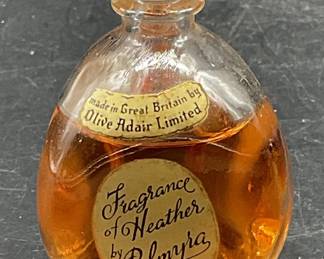 made in Great Britain by
Olive Adair Limited
Fragrance
of Heather
by Palmyra